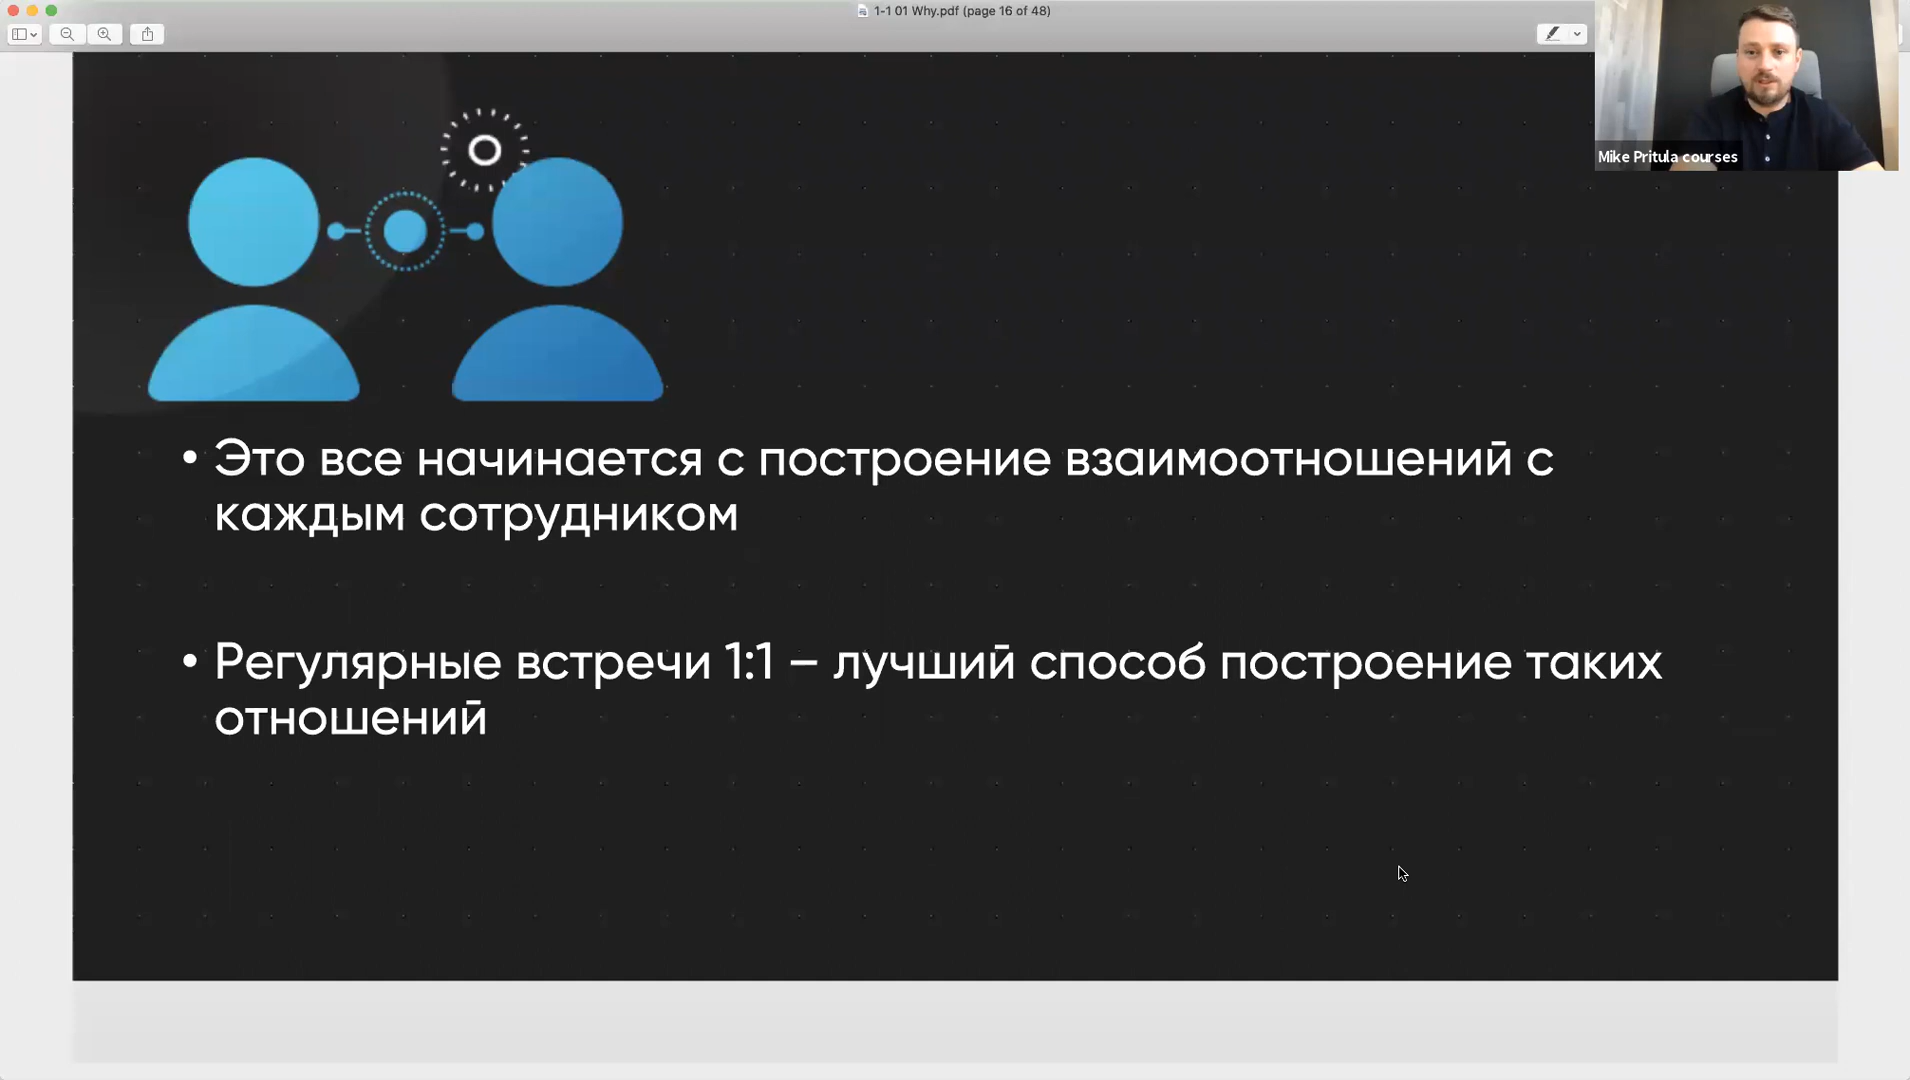 1-1 01 Why.pdf (page 16 of 48)
Mike Pritula courses
• Это все начинается с построение взаимоотношений с
каждым сотрудником
• Регулярные встречи 1:1 – лучший способ построение таких
отношений